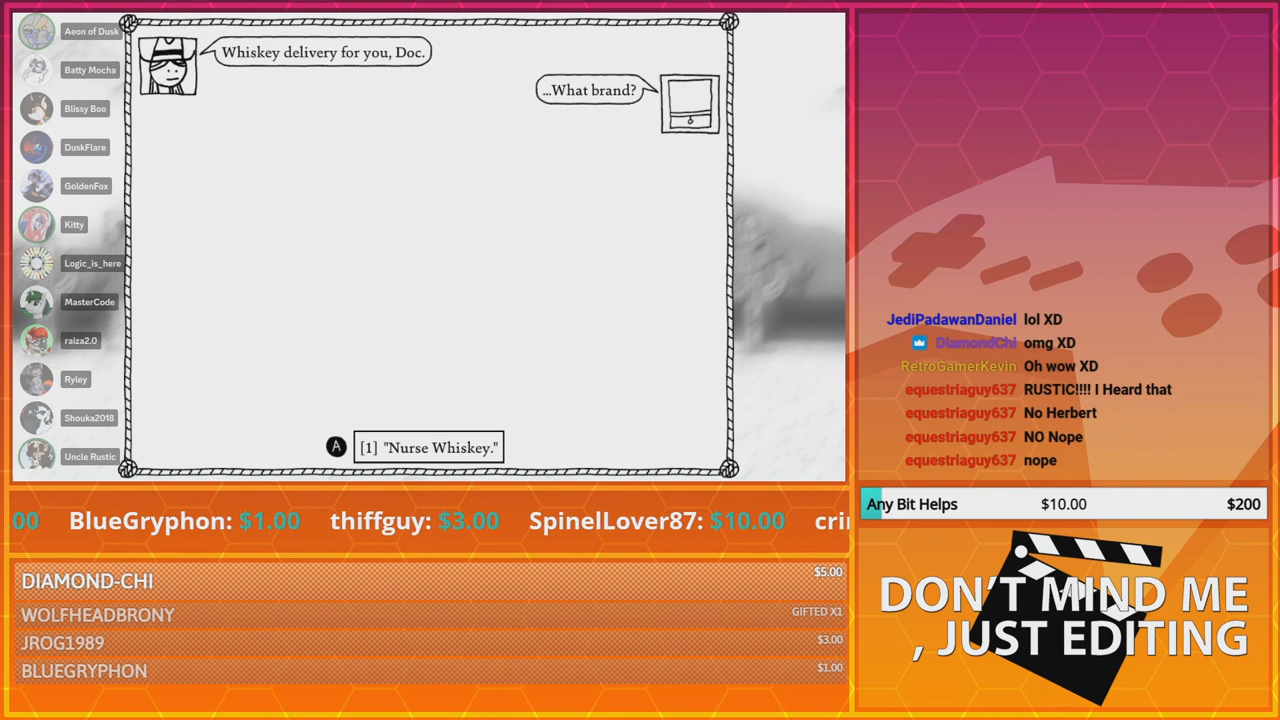 Aeon of Dusk
Batty Mocha
Blissy Boo
DuskFlare
GoldenFox
Kitty
Logic_is_here
MasterCode
raiza2.0
Ryley
Shouka2018
Uncle Rustic
Whiskey delivery for you, Doc.
...What brand?
A [1] "Nurse Whiskey."
JediPadawanDaniel lol XD
DiamondChi omg XD
RetroGamerKevin Oh wow XD
equestriaguy637 RUSTIC!!!! I Heard that
equestriaguy637 No Herbert
equestriaguy637 NO Nope
equestriaguy637 nope
Any Bit Helps $10.00 $200
00 BlueGryphon: $1.00 thiffguy: $3.00 SpinelLover87: $10.00 cri
DIAMOND-CHI $5.00
WOLFHEADBRONY GIFTED X1
JROG1989 $3.00
BLUEGRYPHON $1.00
DON'T MIND ME
, JUST EDITING